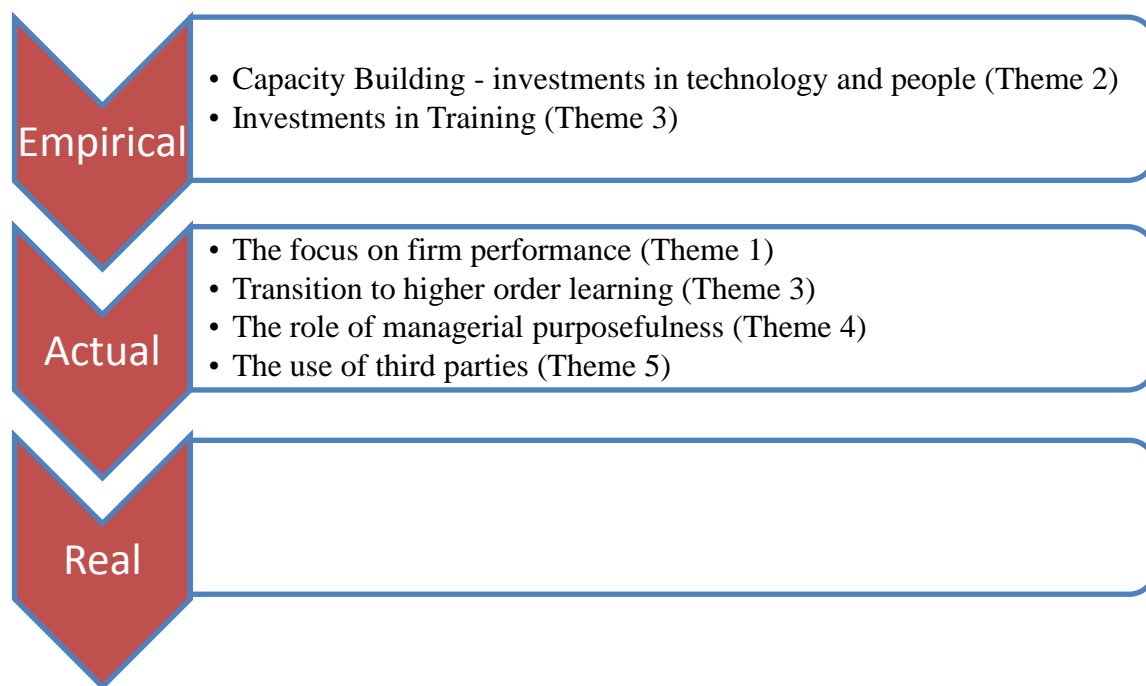 Empirical
• Capacity Building - investments in technology and people (Theme 2)
• Investments in Training (Theme 3)
Actual
• The focus on firm performance (Theme 1)
• Transition to higher order learning (Theme 3)
• The role of managerial purposefulness (Theme 4)
• The use of third parties (Theme 5)
Real